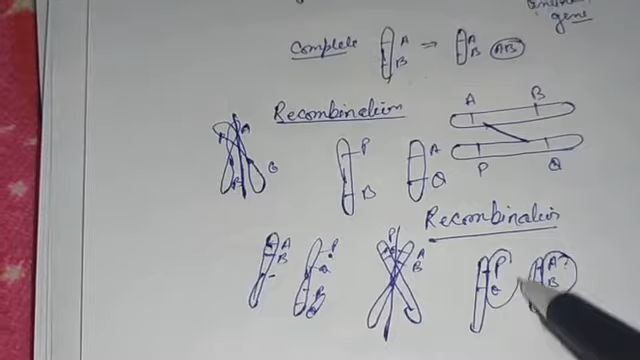 gene
Complete A = A
B B AB
Recombination A B
A A P A
B Q B Q P Q
Recombination
A P P A P A?
B Q B Q B